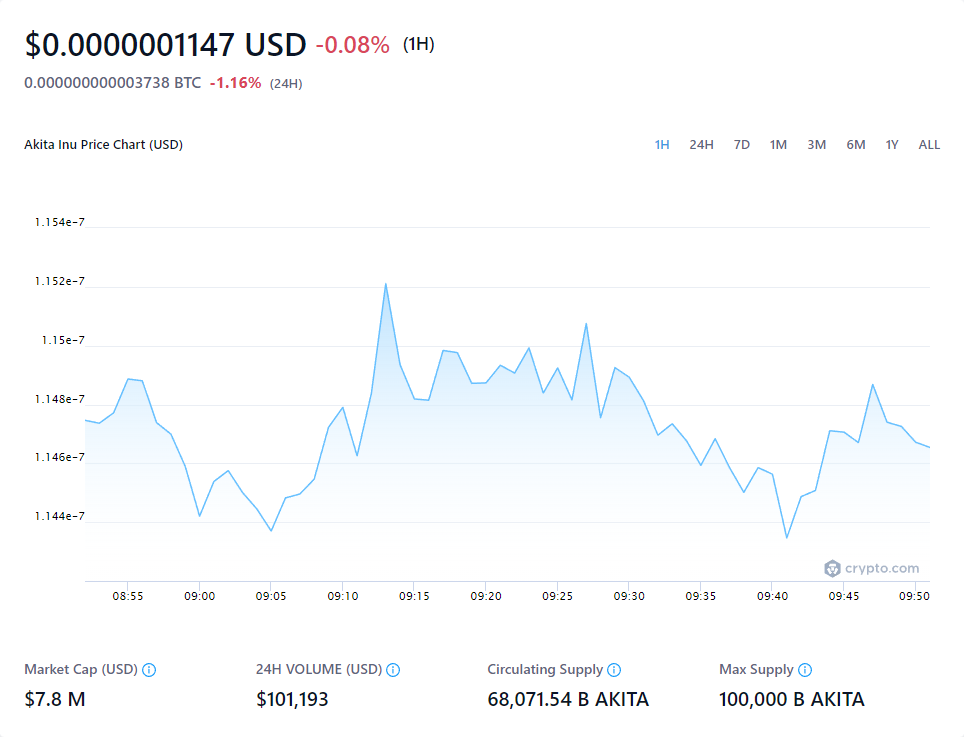 $0.0000001147 USD -0.08% (1H)
0.000000000003738 BTC -1.16% (24H)
Akita Inu Price Chart (USD) 1H 24H 7D 1M 3M 6M 1Y ALL
1.154e-7
1.152e-7
1.15e-7
1.148e-7
1.146e-7
1.144e-7
crypto.com
08:55 09:00 09:05 09:10 09:15 09:20 09:25 09:30 09:35 09:40 09:45 09:50
Market Cap (USD) 24H VOLUME (USD) Circulating Supply Max Supply
$7.8 M $101,193 68,071.54 B AKITA 100,000 B AKITA